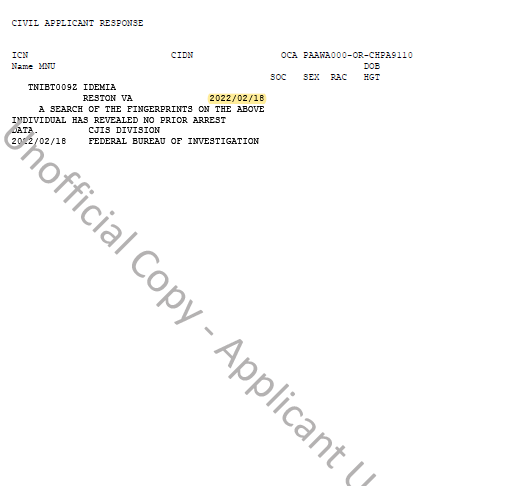 CIVIL APPLICANT RESPONSE
ICN CIDN OCA PAAWA000-OR-CHPA9110
Name MNU DOB
SOC SEX RAC HGT
TNIBT009Z IDEMIA
RESTON VA 2022/02/18
A SEARCH OF THE FINGERPRINTS ON THE ABOVE
INDIVIDUAL HAS REVEALED NO PRIOR ARREST
DATA. CJIS DIVISION
2022/02/18 FEDERAL BUREAU OF INVESTIGATION
Unofficial Copy - Applicant U